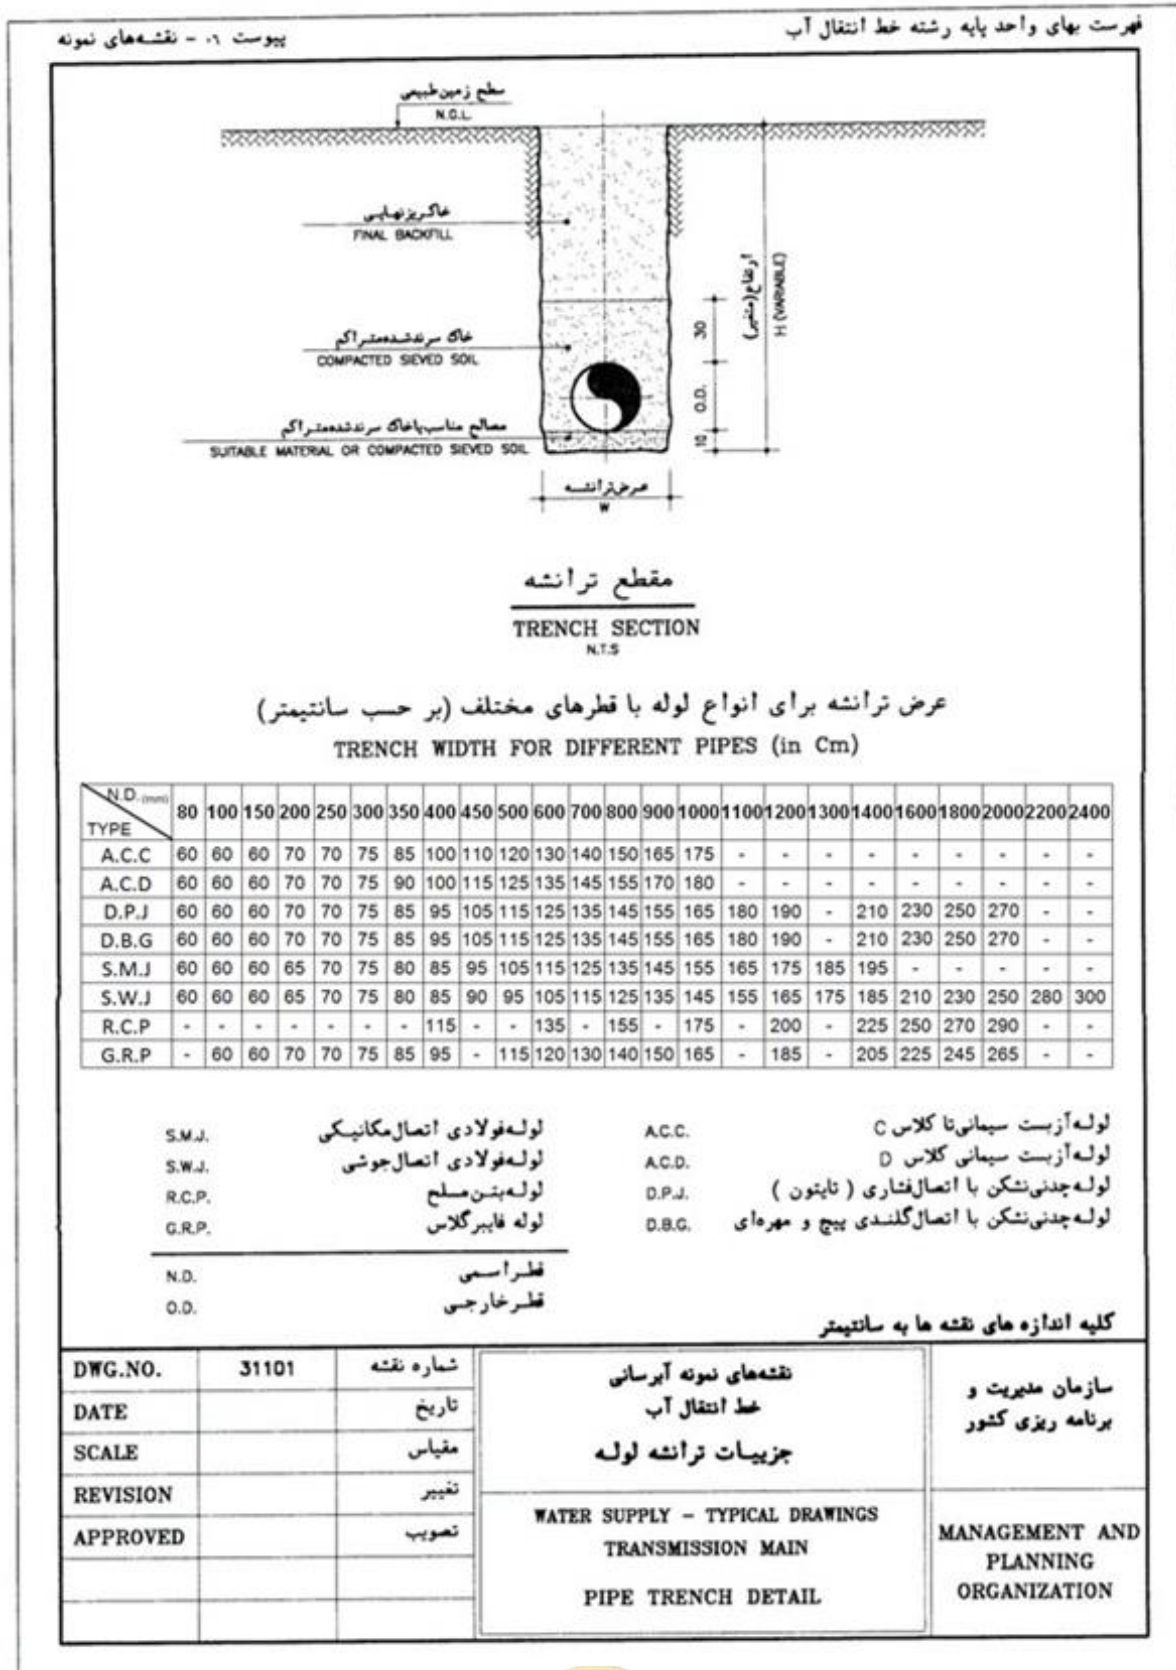 فهرست بهای واحد پایه رشته خط انتقال آب
پیوست ۰۶ - نقشه‌های نمونه
سطح زمین طبیعی
N.G.L.
خاکریز نهایی
FINAL BACKFILL
خاک سرند شده متراکم
COMPACTED SIEVED SOIL
مصالح مناسب یا خاک سرند شده متراکم
SUITABLE MATERIAL OR COMPACTED SIEVED SOIL
30
O.D.
10
ارتفاع (متغیر)
H (VARIABLE)
عرض ترانشه
W
مقطع ترانشه
TRENCH SECTION
N.T.S
عرض ترانشه برای انواع لوله با قطرهای مختلف (بر حسب سانتیمتر)
TRENCH WIDTH FOR DIFFERENT PIPES (in Cm)
N.D. (mm) TYPE 80 100 150 200 250 300 350 400 450 500 600 700 800 900 1000 1100 1200 1300 1400 1600 1800 2000 2200 2400
A.C.C 60 60 60 70 70 75 85 100 110 120 130 140 150 165 175 - - - - - - - - -
A.C.D 60 60 60 70 70 75 90 100 115 125 135 145 155 170 180 - - - - - - - - -
D.P.J 60 60 60 70 70 75 85 95 105 115 125 135 145 155 165 180 190 - 210 230 250 270 - -
D.B.G 60 60 60 70 70 75 85 95 105 115 125 135 145 155 165 180 190 - 210 230 250 270 - -
S.M.J 60 60 60 65 70 75 80 85 95 105 115 125 135 145 155 165 175 185 195 - - - - -
S.W.J 60 60 60 65 70 75 80 85 90 95 105 115 125 135 145 155 165 175 185 210 230 250 280 300
R.C.P - - - - - - - 115 - - 135 - 155 - 175 - 200 - 225 250 270 290 - -
G.R.P - 60 60 70 70 75 85 95 - 115 120 130 140 150 165 - 185 - 205 225 245 265 - -
لوله آزبست سیمانی تا کلاس C A.C.C.
لوله آزبست سیمانی کلاس D A.C.D.
لوله چدنی نشکن با اتصال فشاری ( تایتون ) D.P.J.
لوله چدنی نشکن با اتصال گلندی پیچ و مهره‌ای D.B.G.
لوله فولادی اتصال مکانیکی S.M.J.
لوله فولادی اتصال جوشی S.W.J.
لوله بتن مسلح R.C.P.
لوله فایبرگلاس G.R.P.
قطر اسمی N.D.
قطر خارجی O.D.
کلیه اندازه های نقشه ها به سانتیمتر
سازمان مدیریت و
برنامه ریزی کشور
MANAGEMENT AND
PLANNING
ORGANIZATION
نقشه‌های نمونه آبرسانی
خط انتقال آب
جزییات ترانشه لوله
WATER SUPPLY - TYPICAL DRAWINGS
TRANSMISSION MAIN
PIPE TRENCH DETAIL
DWG.NO. 31101 شماره نقشه
DATE تاریخ
SCALE مقیاس
REVISION تغییر
APPROVED تصویب